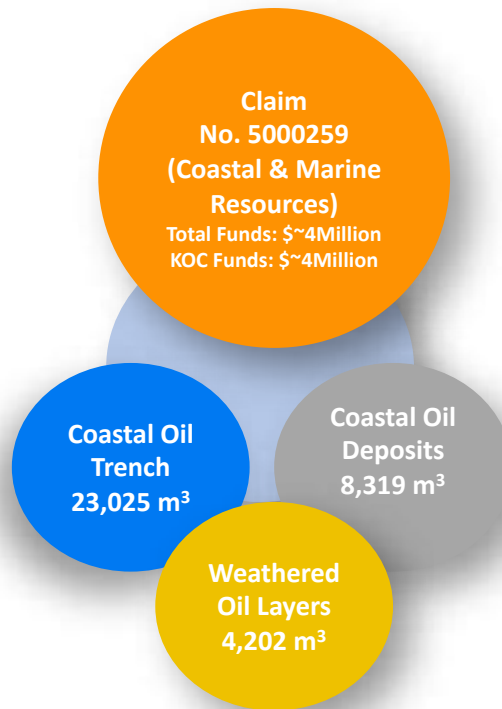 Claim
No. 5000259
(Coastal & Marine
Resources)
Total Funds: $~4Million
KOC Funds: $~4Million
Coastal Oil
Trench
23,025 m³
Coastal Oil
Deposits
8,319 m³
Weathered
Oil Layers
4,202 m³